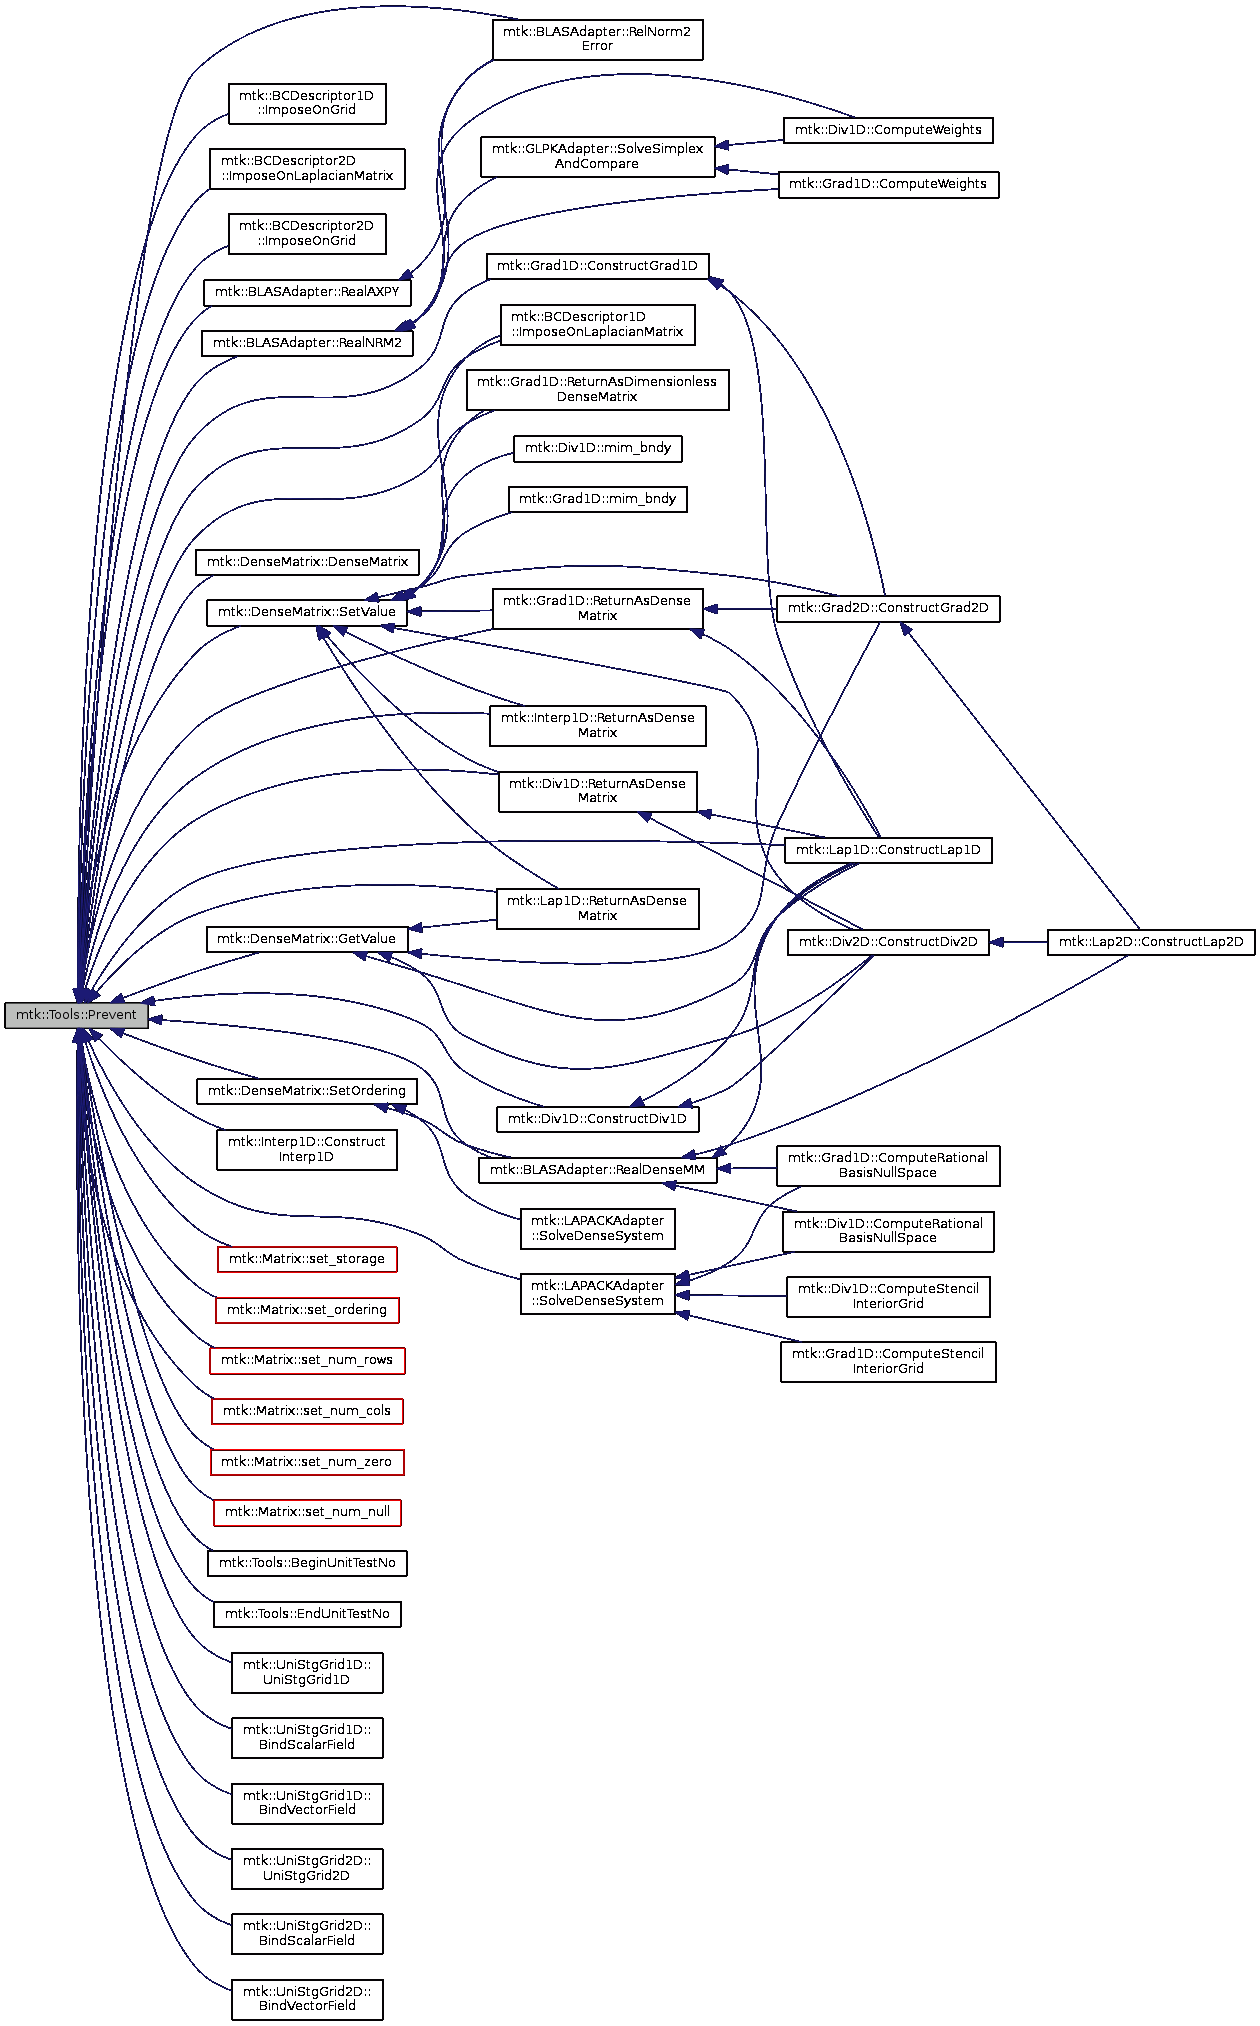 mtk::BLASAdapter::RelNorm2
Error
mtk::BCDescriptor1D
::ImposeOnGrid
mtk::Div1D::ComputeWeights
mtk::GLPKAdapter::SolveSimplex
AndCompare
mtk::BCDescriptor2D
::ImposeOnLaplacianMatrix
mtk::Grad1D::ComputeWeights
mtk::BCDescriptor2D
::ImposeOnGrid
mtk::Grad1D::ConstructGrad1D
mtk::BLASAdapter::RealAXPY
mtk::BCDescriptor1D
::ImposeOnLaplacianMatrix
mtk::BLASAdapter::RealNRM2
mtk::Grad1D::ReturnAsDimensionless
DenseMatrix
mtk::Div1D::mim_bndy
mtk::Grad1D::mim_bndy
mtk::DenseMatrix::DenseMatrix
mtk::DenseMatrix::SetValue
mtk::Grad1D::ReturnAsDense
Matrix
mtk::Grad2D::ConstructGrad2D
mtk::Interp1D::ReturnAsDense
Matrix
mtk::Div1D::ReturnAsDense
Matrix
mtk::Lap1D::ConstructLap1D
mtk::Lap1D::ReturnAsDense
Matrix
mtk::DenseMatrix::GetValue
mtk::Div2D::ConstructDiv2D
mtk::Lap2D::ConstructLap2D
mtk::Tools::Prevent
mtk::DenseMatrix::SetOrdering
mtk::Div1D::ConstructDiv1D
mtk::Interp1D::Construct
Interp1D
mtk::BLASAdapter::RealDenseMM
mtk::Grad1D::ComputeRational
BasisNullSpace
mtk::LAPACKAdapter
::SolveDenseSystem
mtk::Div1D::ComputeRational
BasisNullSpace
mtk::Matrix::set_storage
mtk::LAPACKAdapter
::SolveDenseSystem
mtk::Div1D::ComputeStencil
InteriorGrid
mtk::Matrix::set_ordering
mtk::Matrix::set_num_rows
mtk::Grad1D::ComputeStencil
InteriorGrid
mtk::Matrix::set_num_cols
mtk::Matrix::set_num_zero
mtk::Matrix::set_num_null
mtk::Tools::BeginUnitTestNo
mtk::Tools::EndUnitTestNo
mtk::UniStgGrid1D::
UniStgGrid1D
mtk::UniStgGrid1D::
BindScalarField
mtk::UniStgGrid1D::
BindVectorField
mtk::UniStgGrid2D::
UniStgGrid2D
mtk::UniStgGrid2D::
BindScalarField
mtk::UniStgGrid2D::
BindVectorField